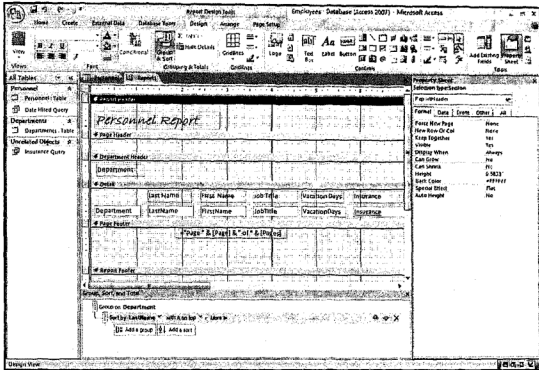 Report Design Tools Employees : Database (Access 2007) - Microsoft Access
Home Create External Data Database Tools Design Arrange Page Setup
View
Conditional
Group & Sort
Hide Details
Gridlines
Logo
Text Box
Label
Button
Add Existing Fields
Property Sheet
Views Font Grouping & Totals Gridlines Controls Tools
All Tables
Personnel
Personnel : Table
Date Hired Query
Departments
Departments : Table
Unrelated Objects
Insurance Query
Report Header
Personnel Report
Page Header
Department Header
Department
Detail
Last Name First Name Job Title Vacation Days Insurance
Department LastName FirstName JobTitle VacationDays Insurance
Page Footer
="Page " & [Page] & " of " & [Pages]
Report Footer
Group, Sort, and Total
Group on Department
Sort by LastName with A on top More
Add a group Add a sort
Property Sheet
Selection type: Section
Format Data Event Other All
Force New Page None
New Row Or Col None
Keep Together Yes
Visible Yes
Display When Always
Can Grow No
Can Shrink No
Height 0.5833"
Back Color #FFFFFF
Special Effect Flat
Auto Height No
Design View